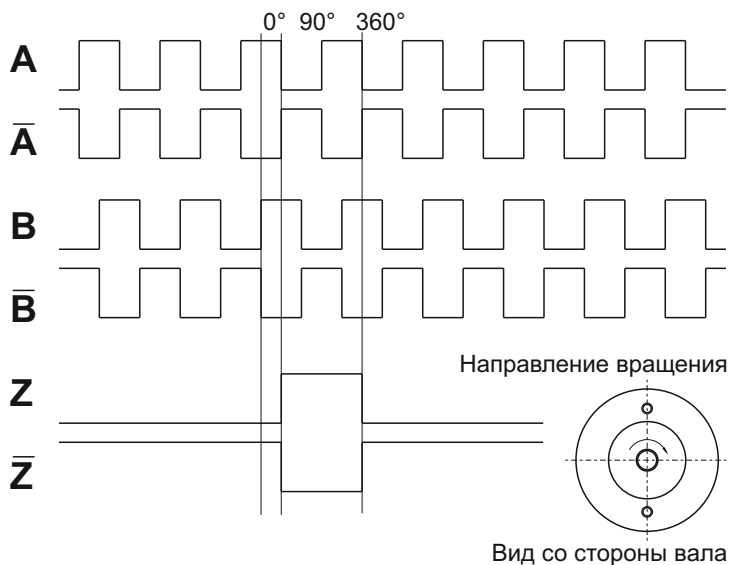 0° 90° 360°
A
A̅
B
B̅
Z
Z̅
Направление вращения
Вид со стороны вала